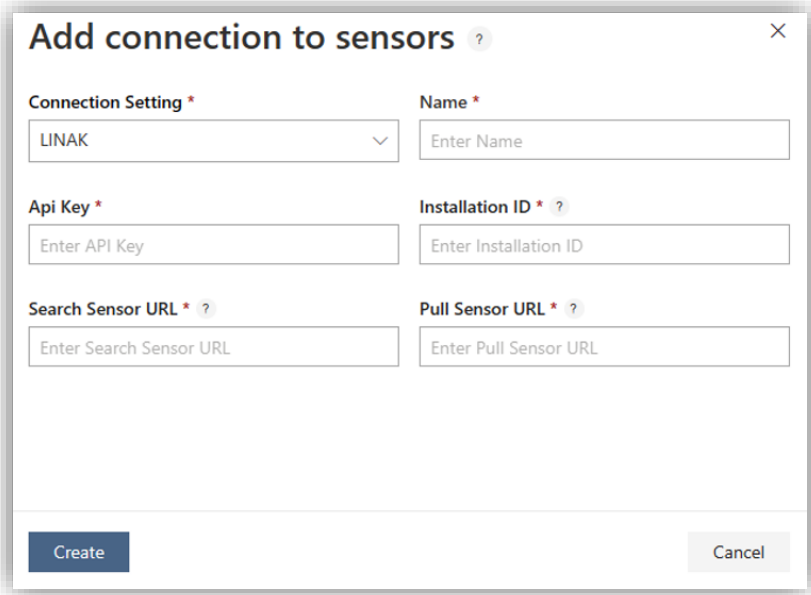 Add connection to sensors ?
Connection Setting * Name *
LINAK Enter Name
Api Key * Installation ID * ?
Enter API Key Enter Installation ID
Search Sensor URL * ? Pull Sensor URL * ?
Enter Search Sensor URL Enter Pull Sensor URL
Create Cancel